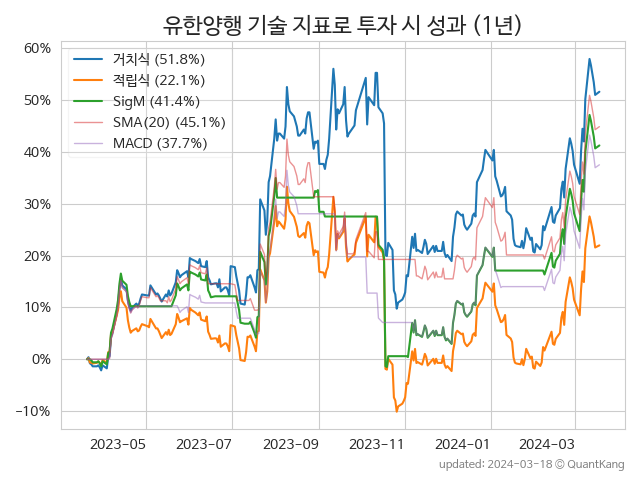 유한양행 기술 지표로 투자 시 성과 (1년)
60%
50%
40%
30%
20%
10%
0%
−10%
거치식 (51.8%)
적립식 (22.1%)
SigM (41.4%)
SMA(20) (45.1%)
MACD (37.7%)
2023-05
2023-07
2023-09
2023-11
2024-01
2024-03
updated: 2024-03-18 © QuantKang